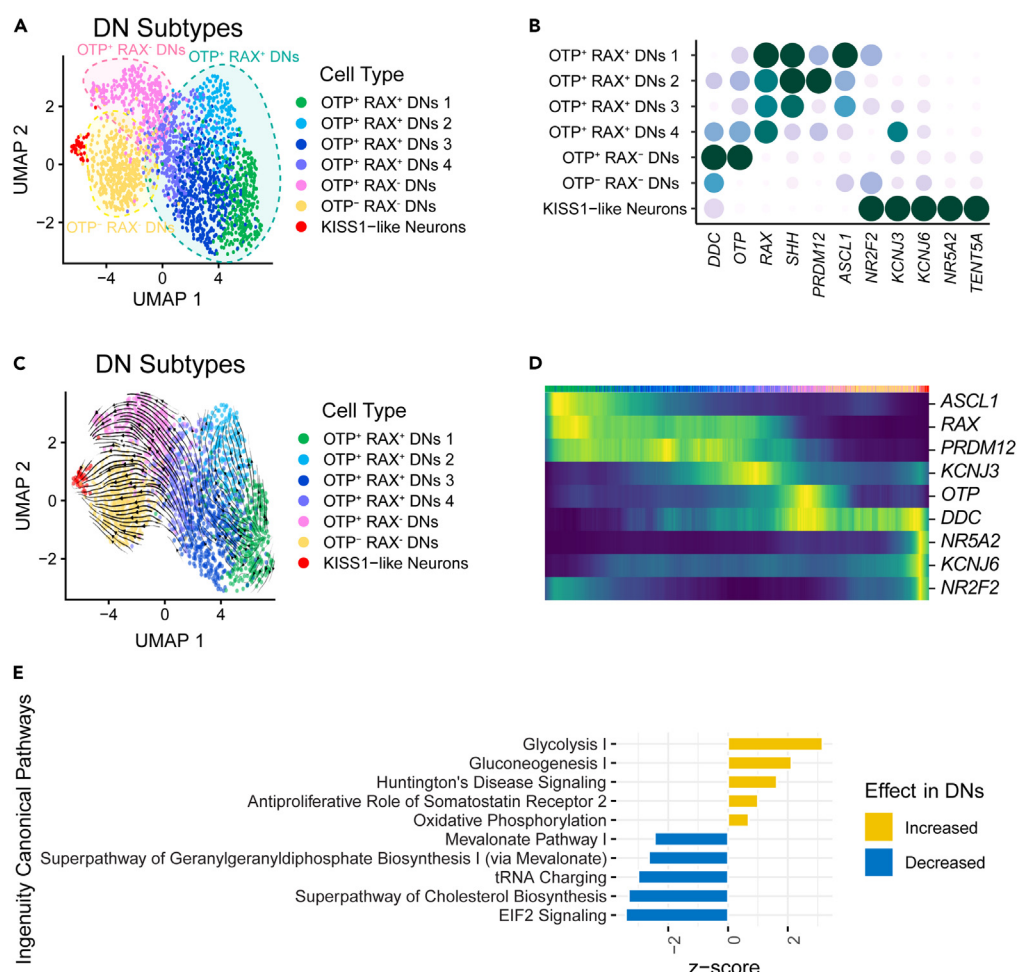 A
DN Subtypes
OTP⁺ RAX⁻ DNs
OTP⁺ RAX⁺ DNs
OTP⁻ RAX⁻ DNs
2
0
−2
UMAP 2
−4 0 4
UMAP 1
Cell Type
OTP⁺ RAX⁺ DNs 1
OTP⁺ RAX⁺ DNs 2
OTP⁺ RAX⁺ DNs 3
OTP⁺ RAX⁺ DNs 4
OTP⁺ RAX⁻ DNs
OTP⁻ RAX⁻ DNs
KISS1−like Neurons
B
OTP⁺ RAX⁺ DNs 1
OTP⁺ RAX⁺ DNs 2
OTP⁺ RAX⁺ DNs 3
OTP⁺ RAX⁺ DNs 4
OTP⁺ RAX⁻ DNs
OTP⁻ RAX⁻ DNs
KISS1−like Neurons
DDC
OTP
RAX
SHH
PRDM12
ASCL1
NR2F2
KCNJ3
KCNJ6
NR5A2
TENT5A
C
DN Subtypes
2
0
−2
UMAP 2
−4 0 4
UMAP 1
Cell Type
OTP⁺ RAX⁺ DNs 1
OTP⁺ RAX⁺ DNs 2
OTP⁺ RAX⁺ DNs 3
OTP⁺ RAX⁺ DNs 4
OTP⁺ RAX⁻ DNs
OTP⁻ RAX⁻ DNs
KISS1−like Neurons
D
ASCL1
RAX
PRDM12
KCNJ3
OTP
DDC
NR5A2
KCNJ6
NR2F2
E
Ingenuity Canonical Pathways
Glycolysis I
Gluconeogenesis I
Huntington's Disease Signaling
Antiproliferative Role of Somatostatin Receptor 2
Oxidative Phosphorylation
Mevalonate Pathway I
Superpathway of Geranylgeranyldiphosphate Biosynthesis I (via Mevalonate)
tRNA Charging
Superpathway of Cholesterol Biosynthesis
EIF2 Signaling
−2 0 2
z−score
Effect in DNs
Increased
Decreased